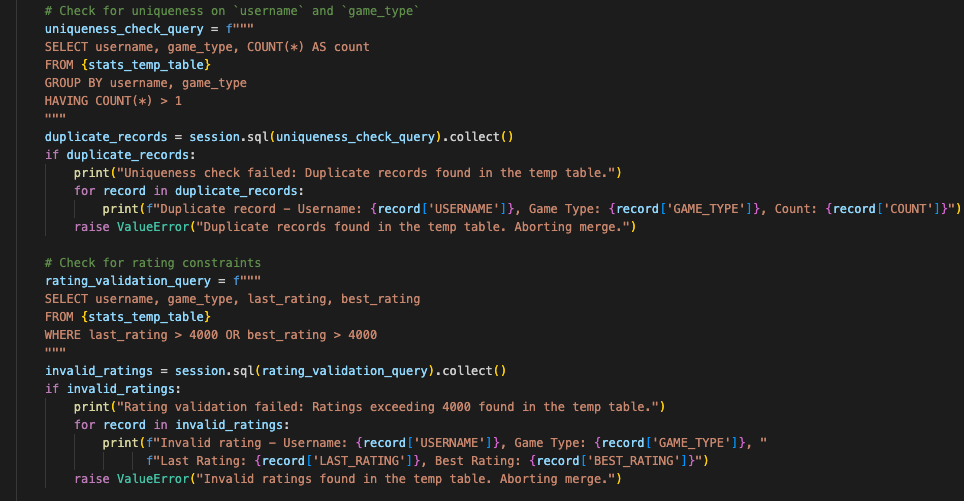 # Check for uniqueness on `username` and `game_type`
uniqueness_check_query = f"""
SELECT username, game_type, COUNT(*) AS count
FROM {stats_temp_table}
GROUP BY username, game_type
HAVING COUNT(*) > 1
"""
duplicate_records = session.sql(uniqueness_check_query).collect()
if duplicate_records:
    print("Uniqueness check failed: Duplicate records found in the temp table.")
    for record in duplicate_records:
        print(f"Duplicate record - Username: {record['USERNAME']}, Game Type: {record['GAME_TYPE']}, Count: {record['COUNT']}")
    raise ValueError("Duplicate records found in the temp table. Aborting merge.")

# Check for rating constraints
rating_validation_query = f"""
SELECT username, game_type, last_rating, best_rating
FROM {stats_temp_table}
WHERE last_rating > 4000 OR best_rating > 4000
"""
invalid_ratings = session.sql(rating_validation_query).collect()
if invalid_ratings:
    print("Rating validation failed: Ratings exceeding 4000 found in the temp table.")
    for record in invalid_ratings:
        print(f"Invalid rating - Username: {record['USERNAME']}, Game Type: {record['GAME_TYPE']}, "
              f"Last Rating: {record['LAST_RATING']}, Best Rating: {record['BEST_RATING']}")
    raise ValueError("Invalid ratings found in the temp table. Aborting merge.")